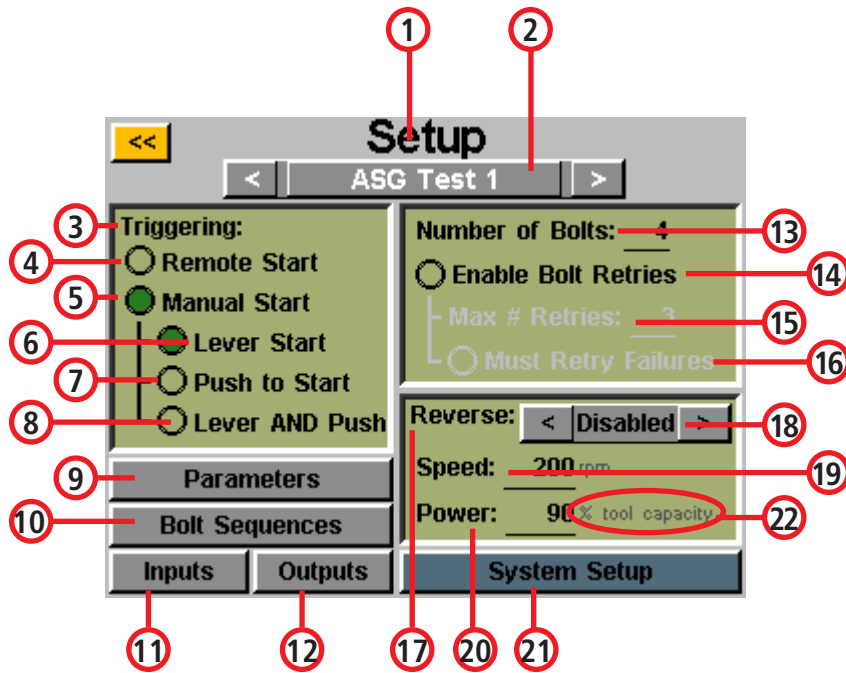 1
2
<<
Setup
< ASG Test 1 >
3
Triggering:
4
Remote Start
5
Manual Start
6
Lever Start
7
Push to Start
8
Lever AND Push
9
Parameters
10
Bolt Sequences
Inputs
Outputs
11
12
Number of Bolts: 4
13
Enable Bolt Retries
14
Max # Retries: 3
15
Must Retry Failures
16
Reverse: < Disabled >
18
Speed: 200 rpm
19
Power: 90 % tool capacity
22
System Setup
17
20
21